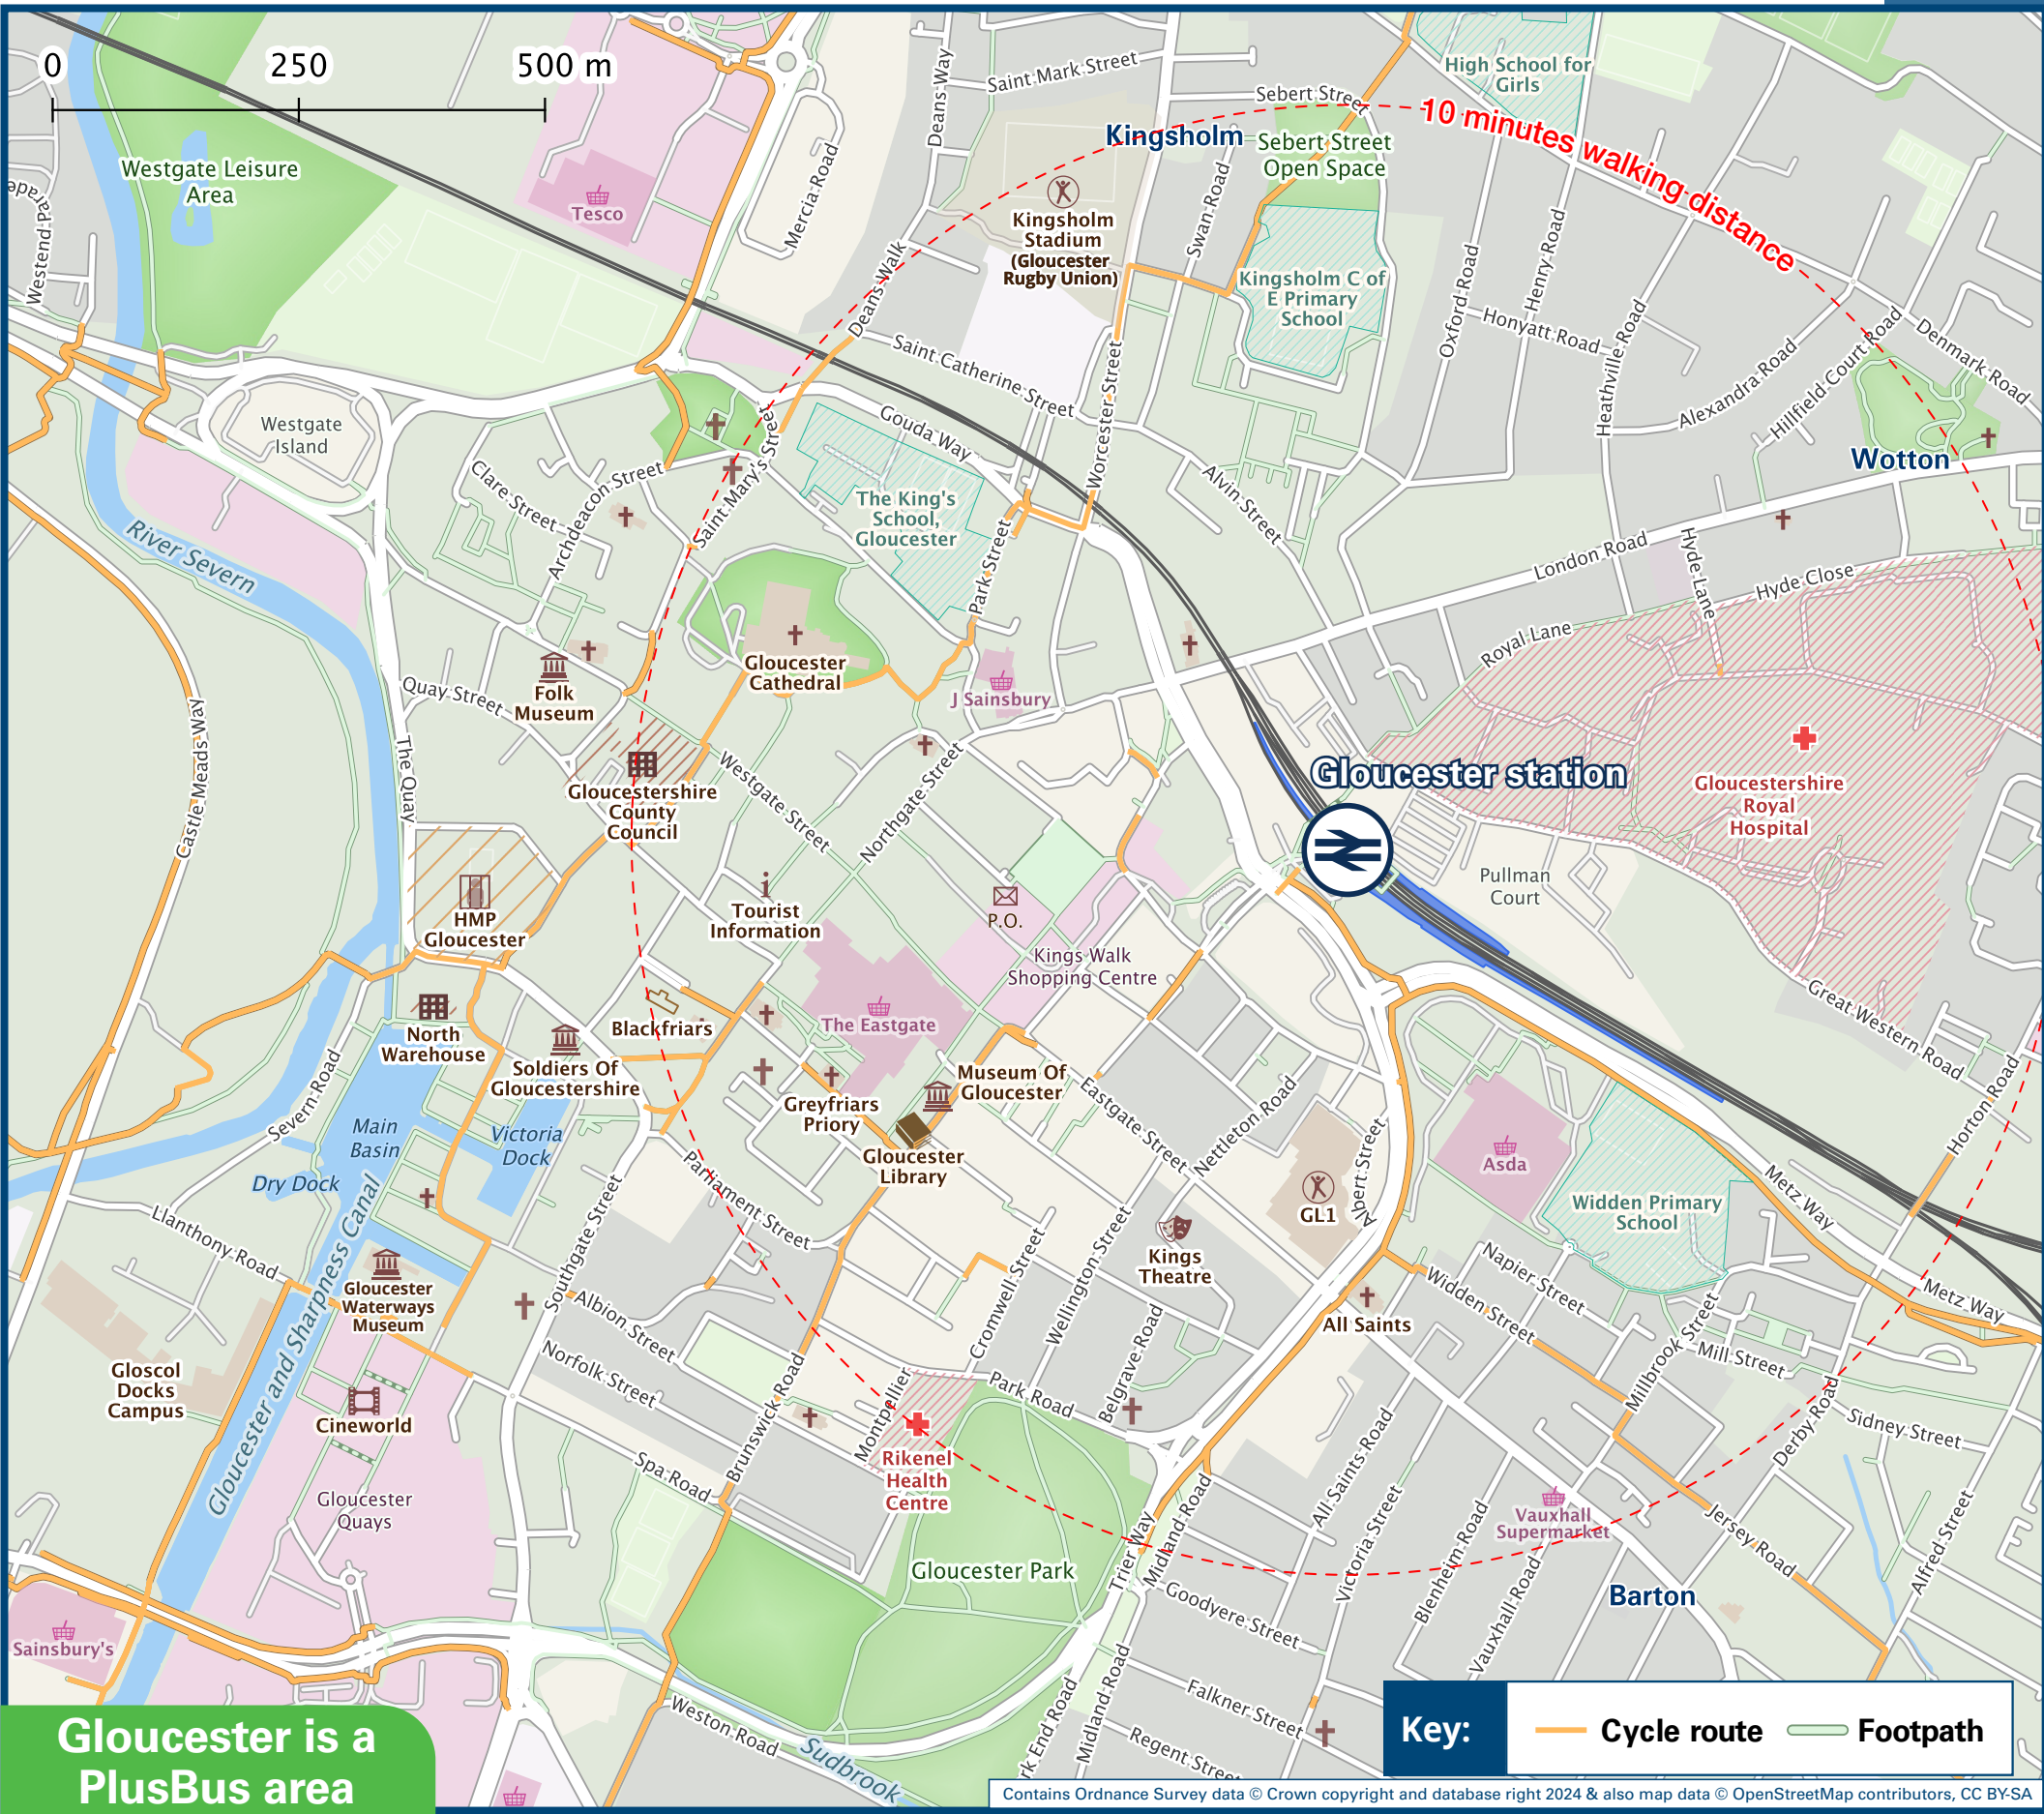 0 250 500 m
Westgate Leisure
Area
Westend Parade
Tesco
Mercia Road
Deans Way
Saint Mark Street
Kingsholm
Sebert Street
Sebert Street
Open Space
High School for
Girls
10 minutes walking distance
Kingsholm
Stadium
(Gloucester
Rugby Union)
Swan Road
Kingsholm C of
E Primary
School
Deans Walk
Saint Catherine Street
Worcester Street
Oxford Road
Henry Road
Honyatt Road
Heathville Road
Alexandra Road
Hillfield Court Road
Denmark Road
Wotton
Westgate
Island
Clare Street
Archdeacon Street
Saint Mary's Street
Gouda Way
The King's
School,
Gloucester
Park Street
Alvin Street
London Road
Hyde Lane
Hyde Close
Royal Lane
River Severn
Castle Meads Way
Quay Street
The Quay
Folk
Museum
Gloucester
Cathedral
J Sainsbury
Gloucestershire
County
Council
Westgate Street
Northgate Street
Gloucester station
Gloucestershire
Royal
Hospital
Pullman
Court
HMP
Gloucester
Tourist
Information
P.O.
Kings Walk
Shopping Centre
The Eastgate
Blackfriars
North
Warehouse
Soldiers Of
Gloucestershire
Greyfriars
Priory
Museum Of
Gloucester
Gloucester
Library
Eastgate Street
Nettleton Road
Great Western Road
Horton Road
Severn Road
Main
Basin
Victoria
Dock
Dry Dock
Llanthony Road
Gloucester and Sharpness Canal
Southgate Street
Parliament Street
Kings
Theatre
GL1
Albert Street
Asda
Widden Primary
School
Metz Way
Metz Way
Gloucester
Waterways
Museum
Gloscol
Docks
Campus
Cineworld
Gloucester
Quays
Albion Street
Norfolk Street
Spa Road
Brunswick Road
Montpellier
Cromwell Street
Wellington Street
Belgrave Road
Park Road
All Saints
Widden Street
Napier Street
Millbrook Street
Mill Street
Derby Road
Sidney Street
Alfred Street
Jersey Road
Rikenel
Health
Centre
Gloucester Park
Trier Way
Midland Road
All Saints Road
Victoria Street
Blenheim Road
Vauxhall Road
Vauxhall
Supermarket
Barton
Goodyere Street
Falkner Street
Regent Street
Midland Road
rk End Road
Weston Road
Sudbrook
Sainsbury's
Gloucester is a
PlusBus area
Key: Cycle route Footpath
Contains Ordnance Survey data © Crown copyright and database right 2024 & also map data © OpenStreetMap contributors, CC BY-SA